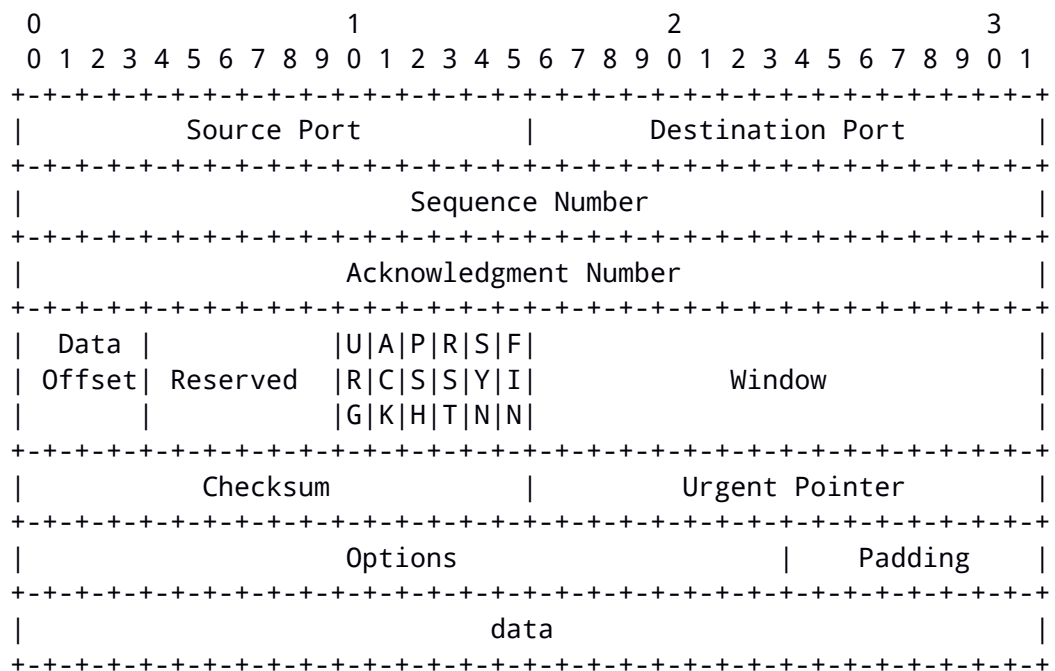 0                   1                   2                   3
 0 1 2 3 4 5 6 7 8 9 0 1 2 3 4 5 6 7 8 9 0 1 2 3 4 5 6 7 8 9 0 1
+-+-+-+-+-+-+-+-+-+-+-+-+-+-+-+-+-+-+-+-+-+-+-+-+-+-+-+-+-+-+-+-+
|          Source Port          |       Destination Port        |
+-+-+-+-+-+-+-+-+-+-+-+-+-+-+-+-+-+-+-+-+-+-+-+-+-+-+-+-+-+-+-+-+
|                        Sequence Number                        |
+-+-+-+-+-+-+-+-+-+-+-+-+-+-+-+-+-+-+-+-+-+-+-+-+-+-+-+-+-+-+-+-+
|                    Acknowledgment Number                      |
+-+-+-+-+-+-+-+-+-+-+-+-+-+-+-+-+-+-+-+-+-+-+-+-+-+-+-+-+-+-+-+-+
|  Data |           |U|A|P|R|S|F|                               |
| Offset| Reserved  |R|C|S|S|Y|I|            Window             |
|       |           |G|K|H|T|N|N|                               |
+-+-+-+-+-+-+-+-+-+-+-+-+-+-+-+-+-+-+-+-+-+-+-+-+-+-+-+-+-+-+-+-+
|           Checksum            |         Urgent Pointer        |
+-+-+-+-+-+-+-+-+-+-+-+-+-+-+-+-+-+-+-+-+-+-+-+-+-+-+-+-+-+-+-+-+
|                    Options                    |    Padding    |
+-+-+-+-+-+-+-+-+-+-+-+-+-+-+-+-+-+-+-+-+-+-+-+-+-+-+-+-+-+-+-+-+
|                             data                              |
+-+-+-+-+-+-+-+-+-+-+-+-+-+-+-+-+-+-+-+-+-+-+-+-+-+-+-+-+-+-+-+-+